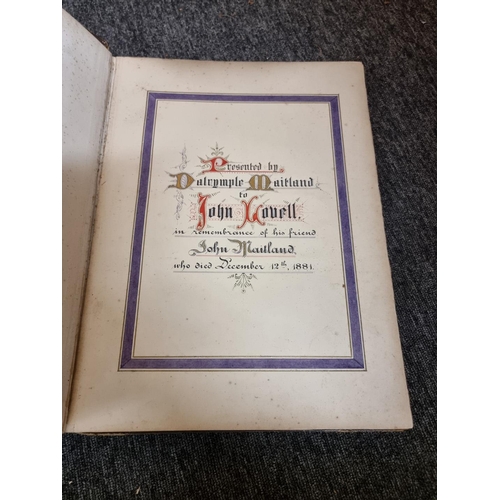 Presented by
Dalrymple Maitland
to
John Lovell,
in remembrance of his friend
John Maitland,
who died December 12th, 1881.